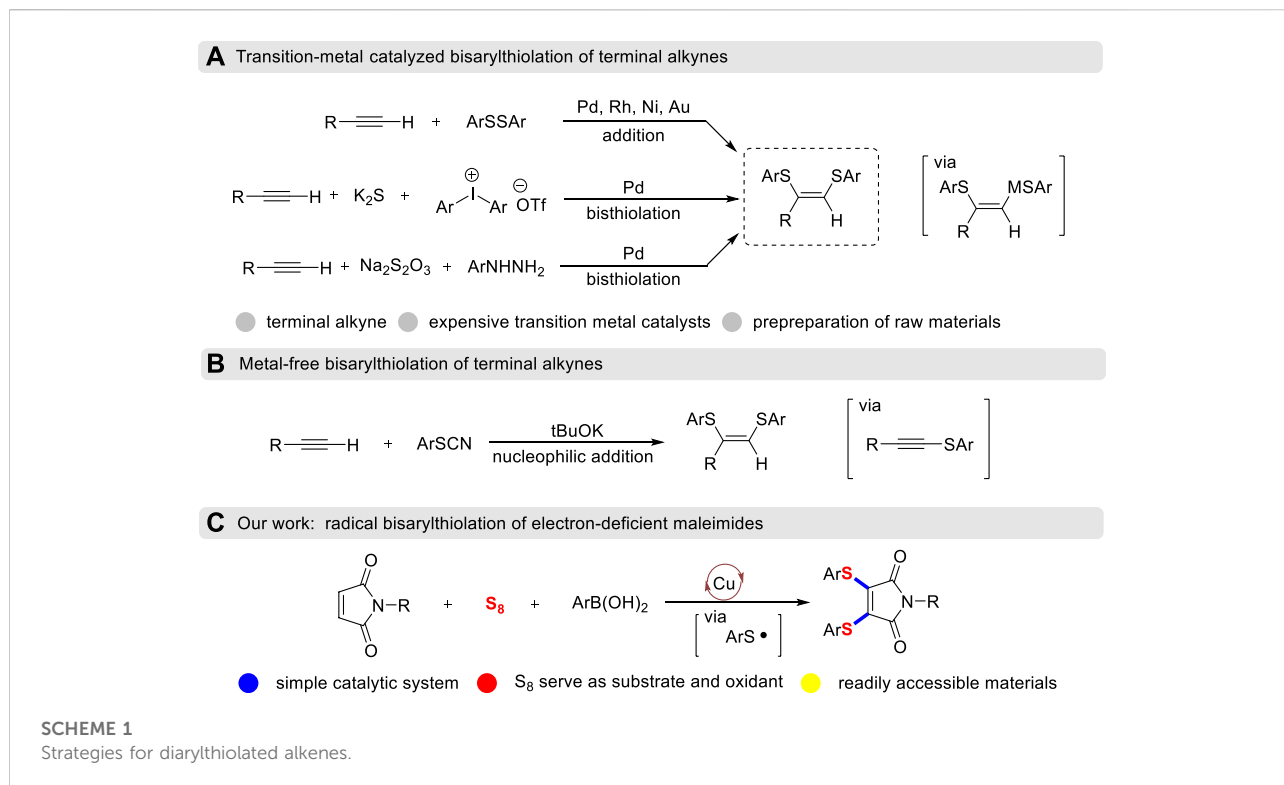 A Transition-metal catalyzed bisarylthiolation of terminal alkynes
R H + ArSSAr Pd, Rh, Ni, Au
addition
R H + K2S + Ar I ⊕ Ar ⊖ OTf Pd
bisthiolation
R H + Na2S2O3 + ArNHNH2 Pd
bisthiolation
ArS SAr
R H
via
ArS MSAr
R H
terminal alkyne expensive transition metal catalysts prepreparation of raw materials
B Metal-free bisarylthiolation of terminal alkynes
R H + ArSCN tBuOK
nucleophilic addition
ArS SAr
R H
via
R SAr
C Our work: radical bisarylthiolation of electron-deficient maleimides
O
N-R
O
+ S8 + ArB(OH)2
Cu
via
ArS •
O
ArS
N-R
ArS
O
simple catalytic system S8 serve as substrate and oxidant readily accessible materials
SCHEME 1
Strategies for diarylthiolated alkenes.